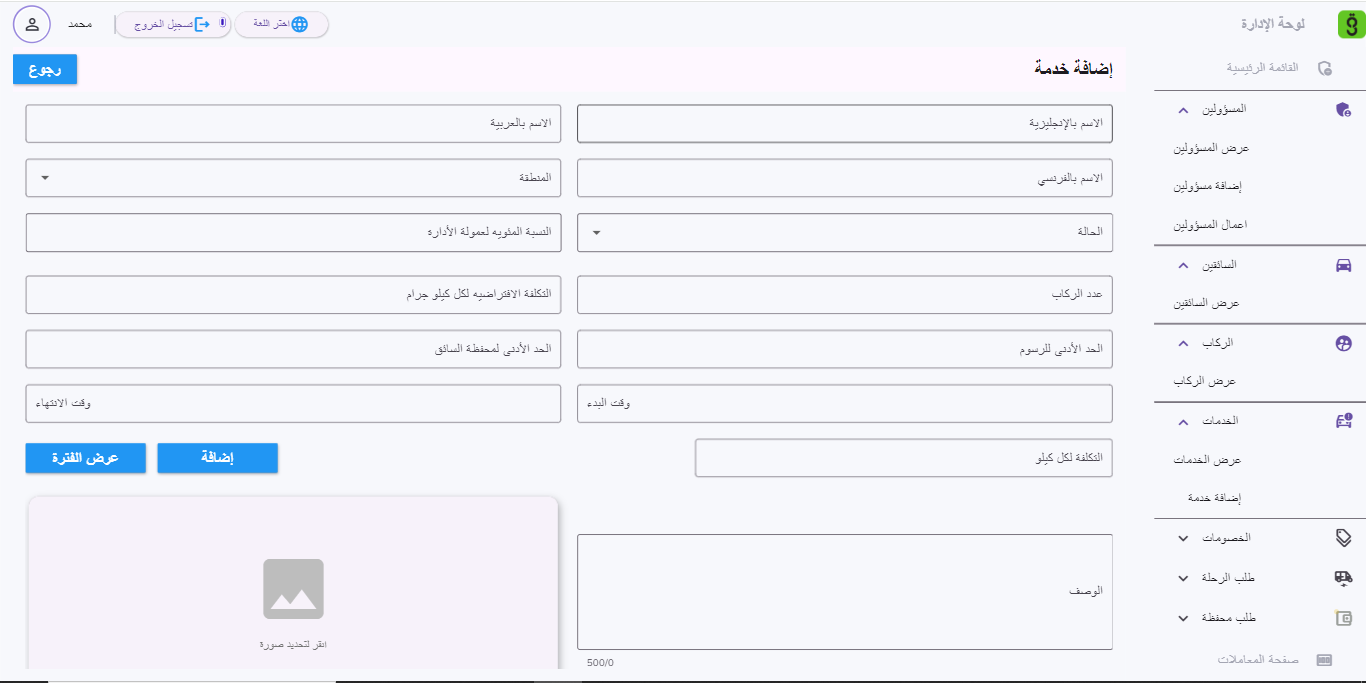 لوحة الإدارة
اختر اللغة
تسجيل الخروج
محمد
القائمة الرئيسية
المسؤولين
عرض المسؤولين
إضافة مسؤولين
اعمال المسؤولين
السائقين
عرض السائقين
الركاب
عرض الركاب
الخدمات
عرض الخدمات
إضافة خدمة
الخصومات
طلب الرحلة
طلب محفظة
صفحة المعاملات
إضافة خدمة
رجوع
الاسم بالإنجليزية
الاسم بالعربية
الاسم بالفرنسي
المنطقة
الحالة
النسبة المئويه لعمولة الأدارة
عدد الركاب
التكلفة الافتراضيه لكل كيلو جرام
الحد الأدنى للرسوم
الحد الأدنى لمحفظة السائق
وقت البدء
وقت الانتهاء
التكلفة لكل كيلو
إضافة
عرض الفترة
الوصف
500/0
انقر لتحديد صورة